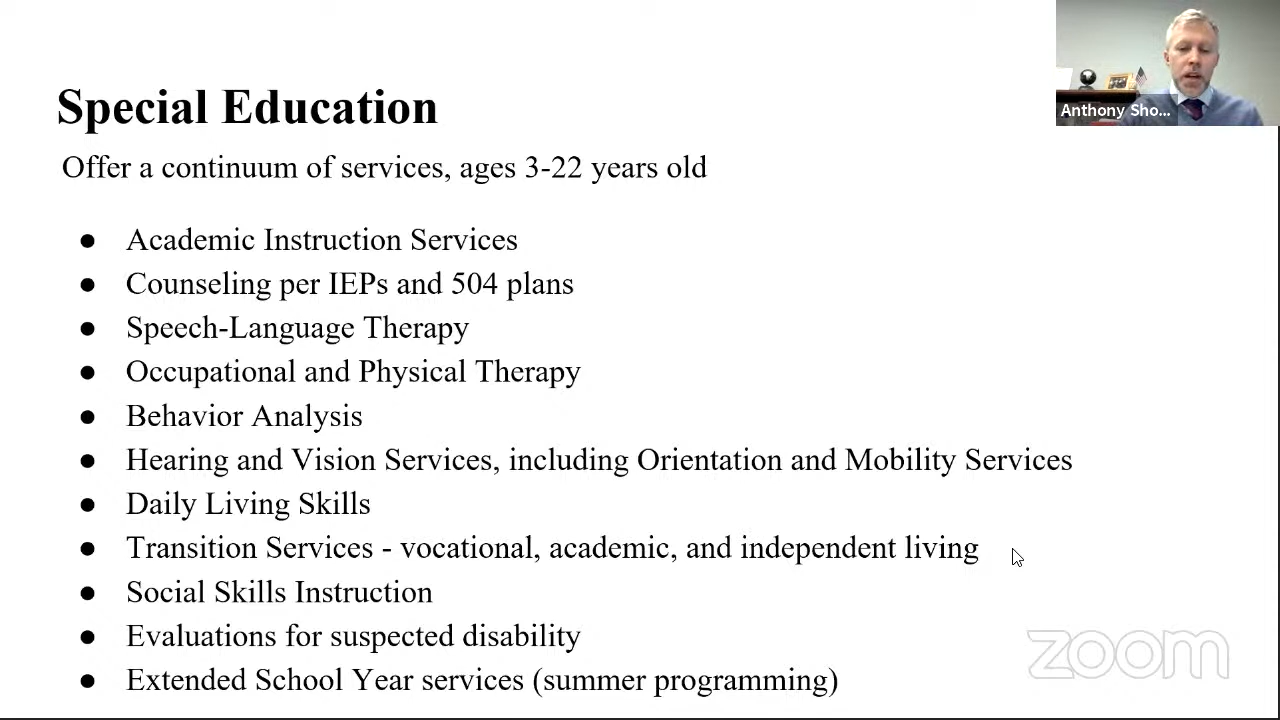 Special Education
Offer a continuum of services, ages 3-22 years old
● Academic Instruction Services
● Counseling per IEPs and 504 plans
● Speech-Language Therapy
● Occupational and Physical Therapy
● Behavior Analysis
● Hearing and Vision Services, including Orientation and Mobility Services
● Daily Living Skills
● Transition Services - vocational, academic, and independent living
● Social Skills Instruction
● Evaluations for suspected disability
● Extended School Year services (summer programming)
Anthony Sho...
zoom